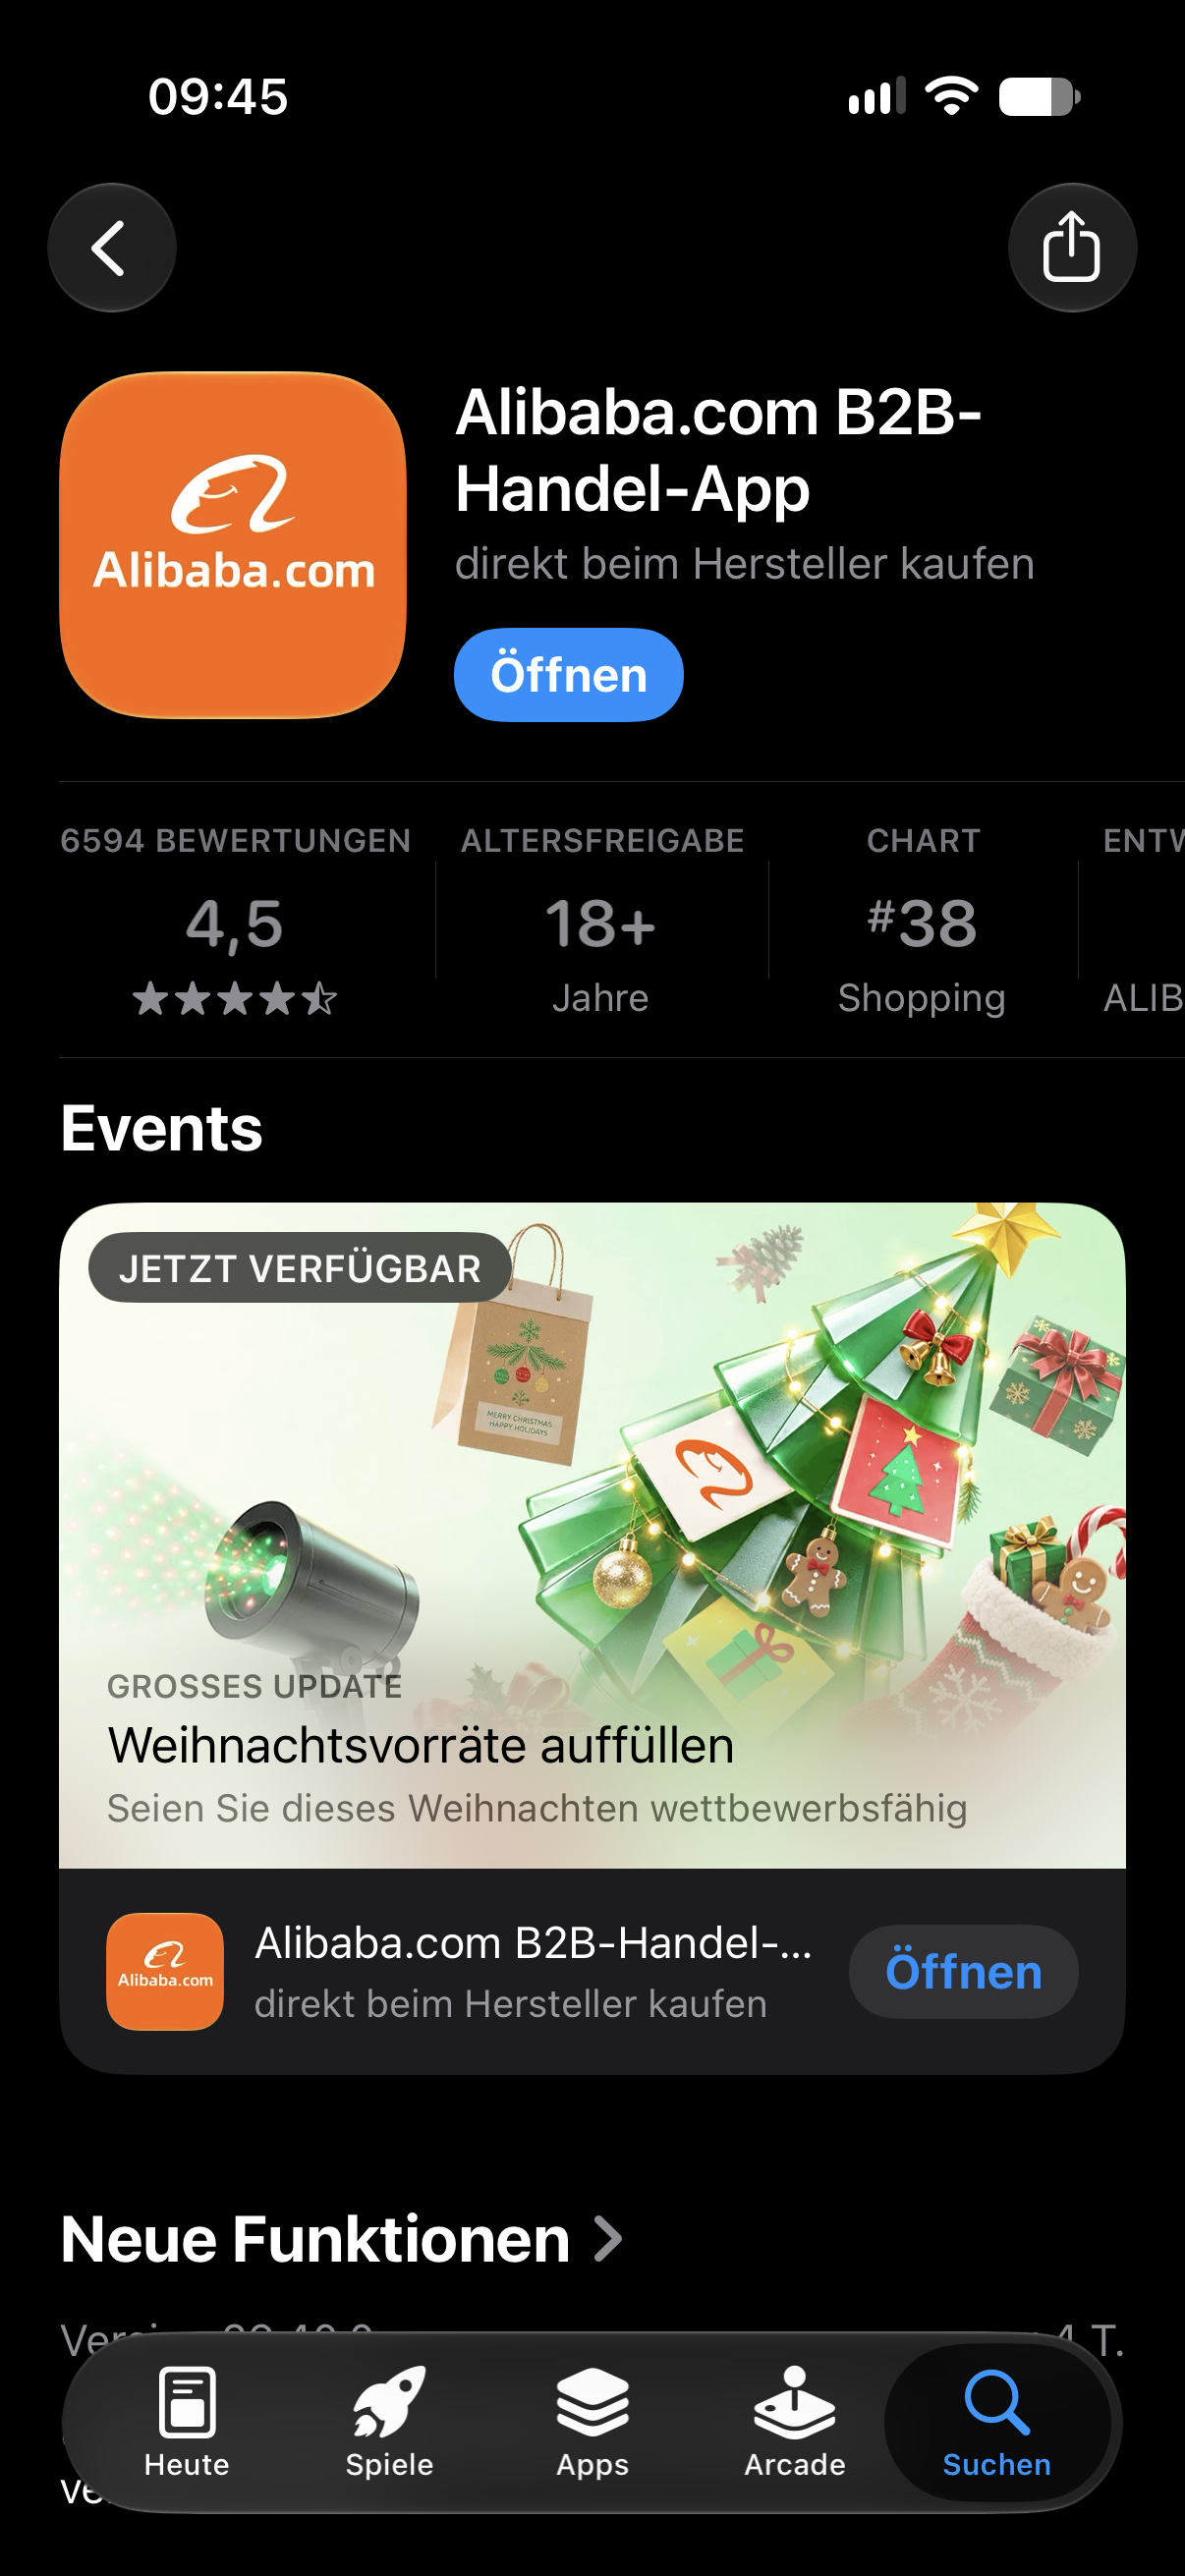 09:45
Alibaba.com
Alibaba.com B2B-
Handel-App
direkt beim Hersteller kaufen
Öffnen
6594 BEWERTUNGEN
4,5
ALTERSFREIGABE
18+
Jahre
CHART
#38
Shopping
ENTW
ALIB
Events
JETZT VERFÜGBAR
MERRY CHRISTMAS
HAPPY HOLIDAYS
GROSSES UPDATE
Weihnachtsvorräte auffüllen
Seien Sie dieses Weihnachten wettbewerbsfähig
Alibaba.com
Alibaba.com B2B-Handel-...
direkt beim Hersteller kaufen
Öffnen
Neue Funktionen
4 T.
Heute
Spiele
Apps
Arcade
Suchen